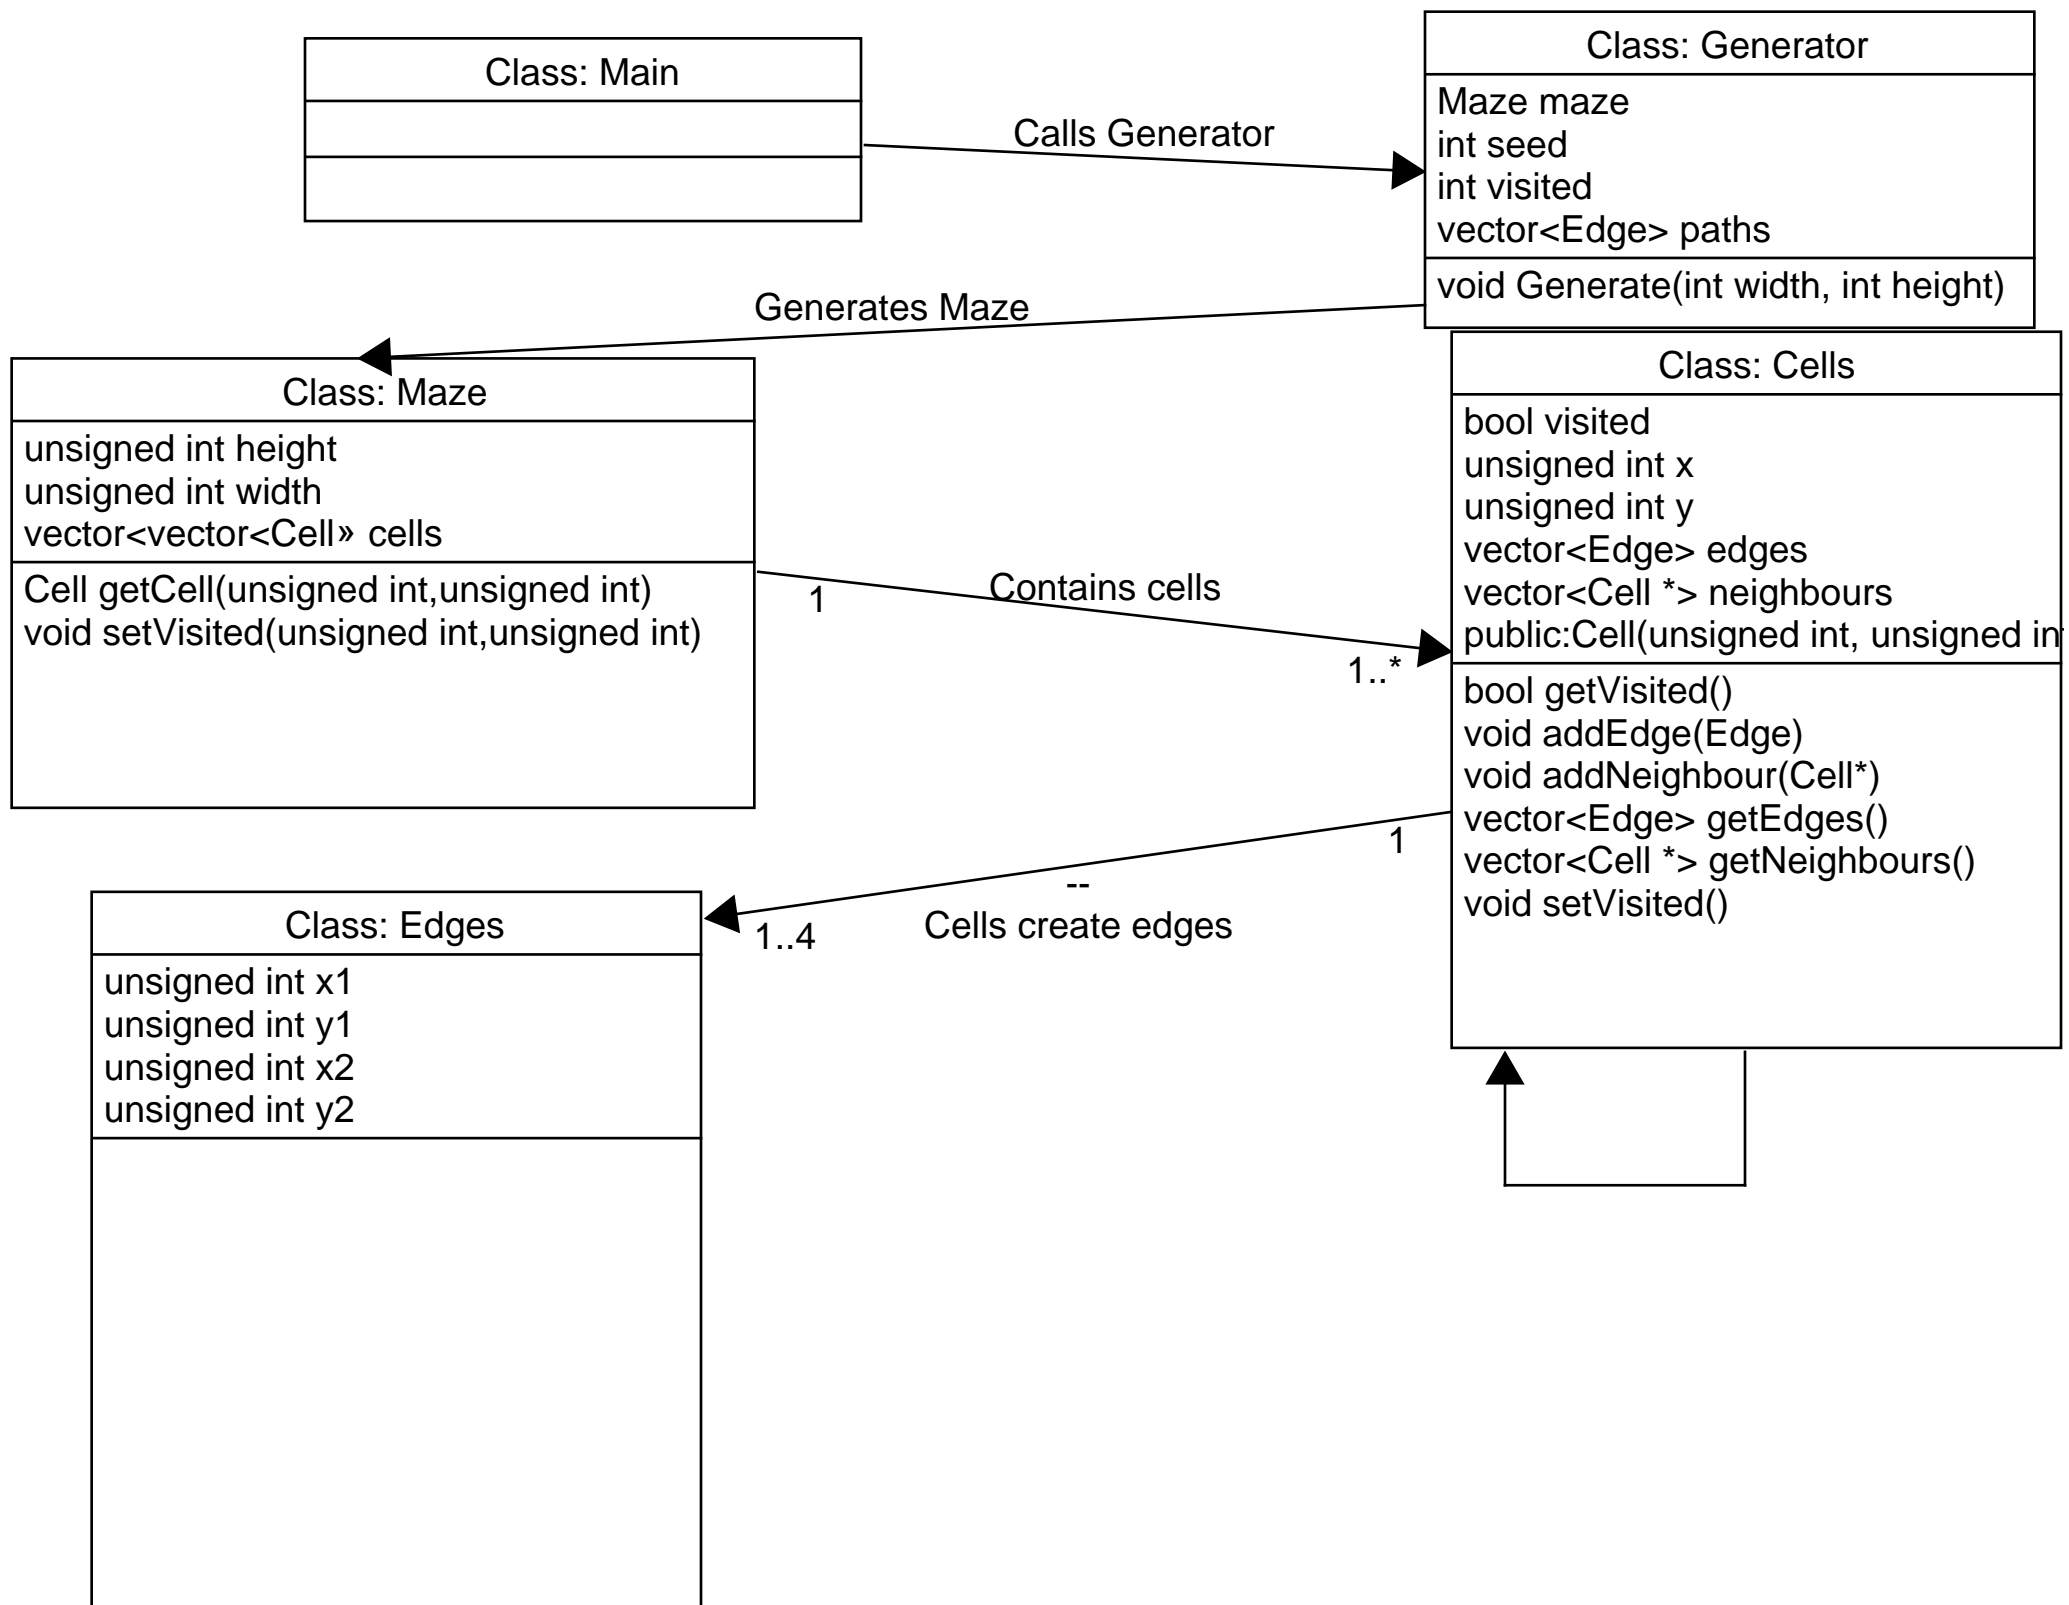 Class: Main
Calls Generator
Class: Generator
Maze maze
int seed
int visited
vector<Edge> paths
void Generate(int width, int height)
Generates Maze
Class: Maze
unsigned int height
unsigned int width
vector<vector<Cell» cells
Cell getCell(unsigned int,unsigned int)
void setVisited(unsigned int,unsigned int)
1
Contains cells
1..*
Class: Cells
bool visited
unsigned int x
unsigned int y
vector<Edge> edges
vector<Cell *> neighbours
public:Cell(unsigned int, unsigned int
bool getVisited()
void addEdge(Edge)
void addNeighbour(Cell*)
vector<Edge> getEdges()
vector<Cell *> getNeighbours()
void setVisited()
1
--
Cells create edges
1..4
Class: Edges
unsigned int x1
unsigned int y1
unsigned int x2
unsigned int y2